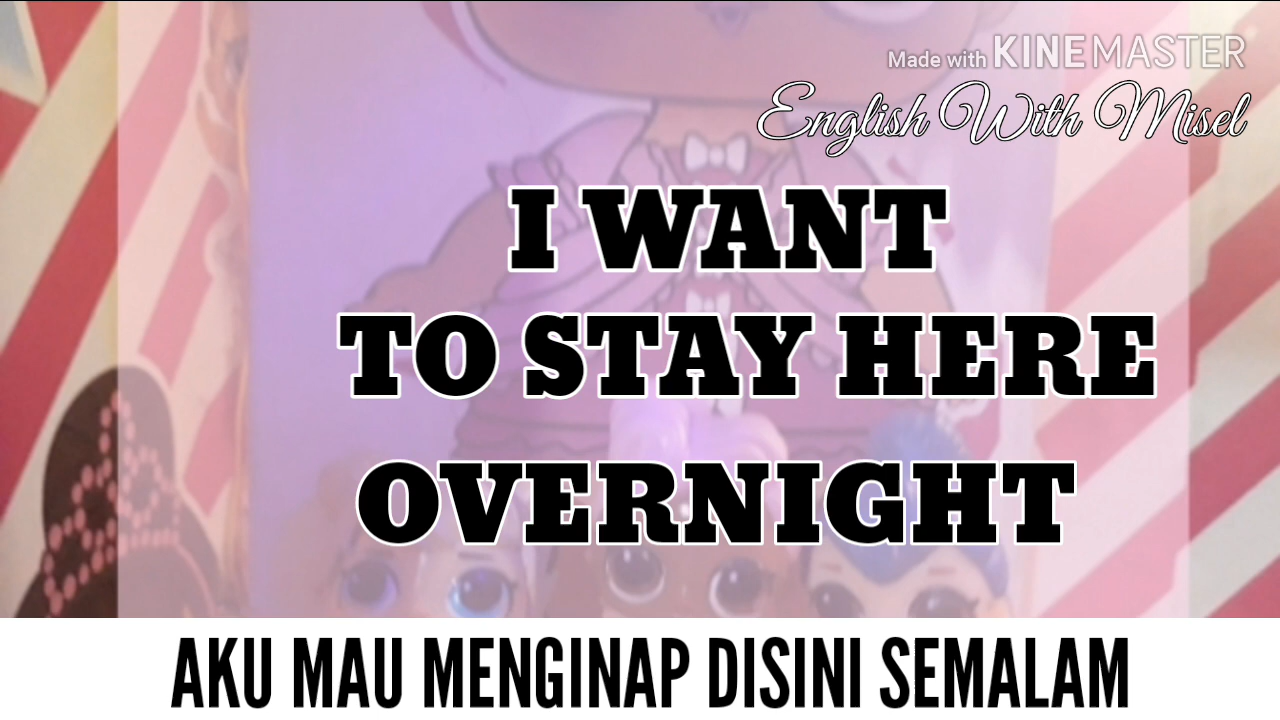 Made with KINEMASTER
English With Misel
I WANT
TO STAY HERE
OVERNIGHT
AKU MAU MENGINAP DISINI SEMALAM